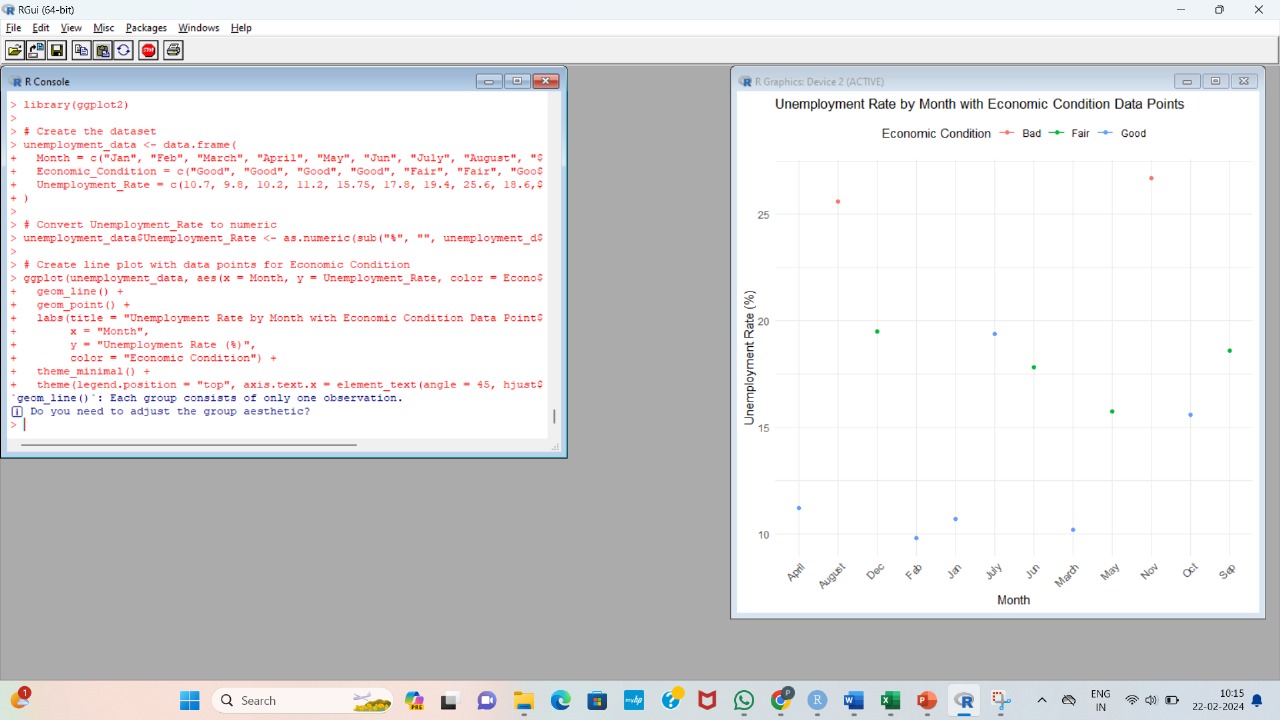 RGui (64-bit)
File Edit View Misc Packages Windows Help
STOP
R Console
> library(ggplot2)
>
> # Create the dataset
> unemployment_data <- data.frame(
+   Month = c("Jan", "Feb", "March", "April", "May", "Jun", "July", "August", "$
+   Economic_Condition = c("Good", "Good", "Good", "Good", "Fair", "Fair", "Goo$
+   Unemployment_Rate = c(10.7, 9.8, 10.2, 11.2, 15.75, 17.8, 19.4, 25.6, 18.6,$
+ )
>
> # Convert Unemployment_Rate to numeric
> unemployment_data$Unemployment_Rate <- as.numeric(sub("%", "", unemployment_d$
>
> # Create line plot with data points for Economic Condition
> ggplot(unemployment_data, aes(x = Month, y = Unemployment_Rate, color = Econo$
+   geom_line() +
+   geom_point() +
+   labs(title = "Unemployment Rate by Month with Economic Condition Data Point$
+        x = "Month",
+        y = "Unemployment Rate (%)",
+        color = "Economic Condition") +
+   theme_minimal() +
+   theme(legend.position = "top", axis.text.x = element_text(angle = 45, hjust$
`geom_line()`: Each group consists of only one observation.
i Do you need to adjust the group aesthetic?
>
R Graphics: Device 2 (ACTIVE)
Unemployment Rate by Month with Economic Condition Data Points
Economic Condition Bad Fair Good
Unemployment Rate (%)
25
20
15
10
April August Dec Feb Jan July Jun March May Nov Oct Sep
Month
1
Search
PRE
myhp
P
R
W
X
P
R
ENG
IN
10:15
22-02-2024